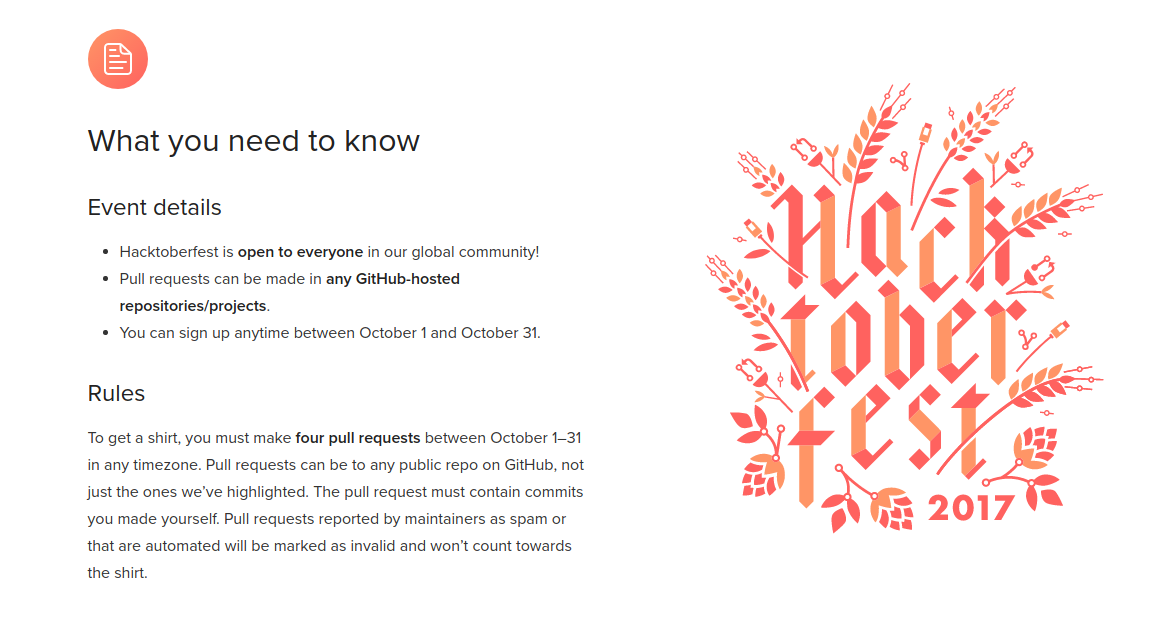 What you need to know
Event details
Hacktoberfest is open to everyone in our global community!
Pull requests can be made in any GitHub-hosted
repositories/projects.
You can sign up anytime between October 1 and October 31.
Rules
To get a shirt, you must make four pull requests between October 1–31
in any timezone. Pull requests can be to any public repo on GitHub, not
just the ones we’ve highlighted. The pull request must contain commits
you made yourself. Pull requests reported by maintainers as spam or
that are automated will be marked as invalid and won’t count towards
the shirt.
Hack
tober
fest
2017